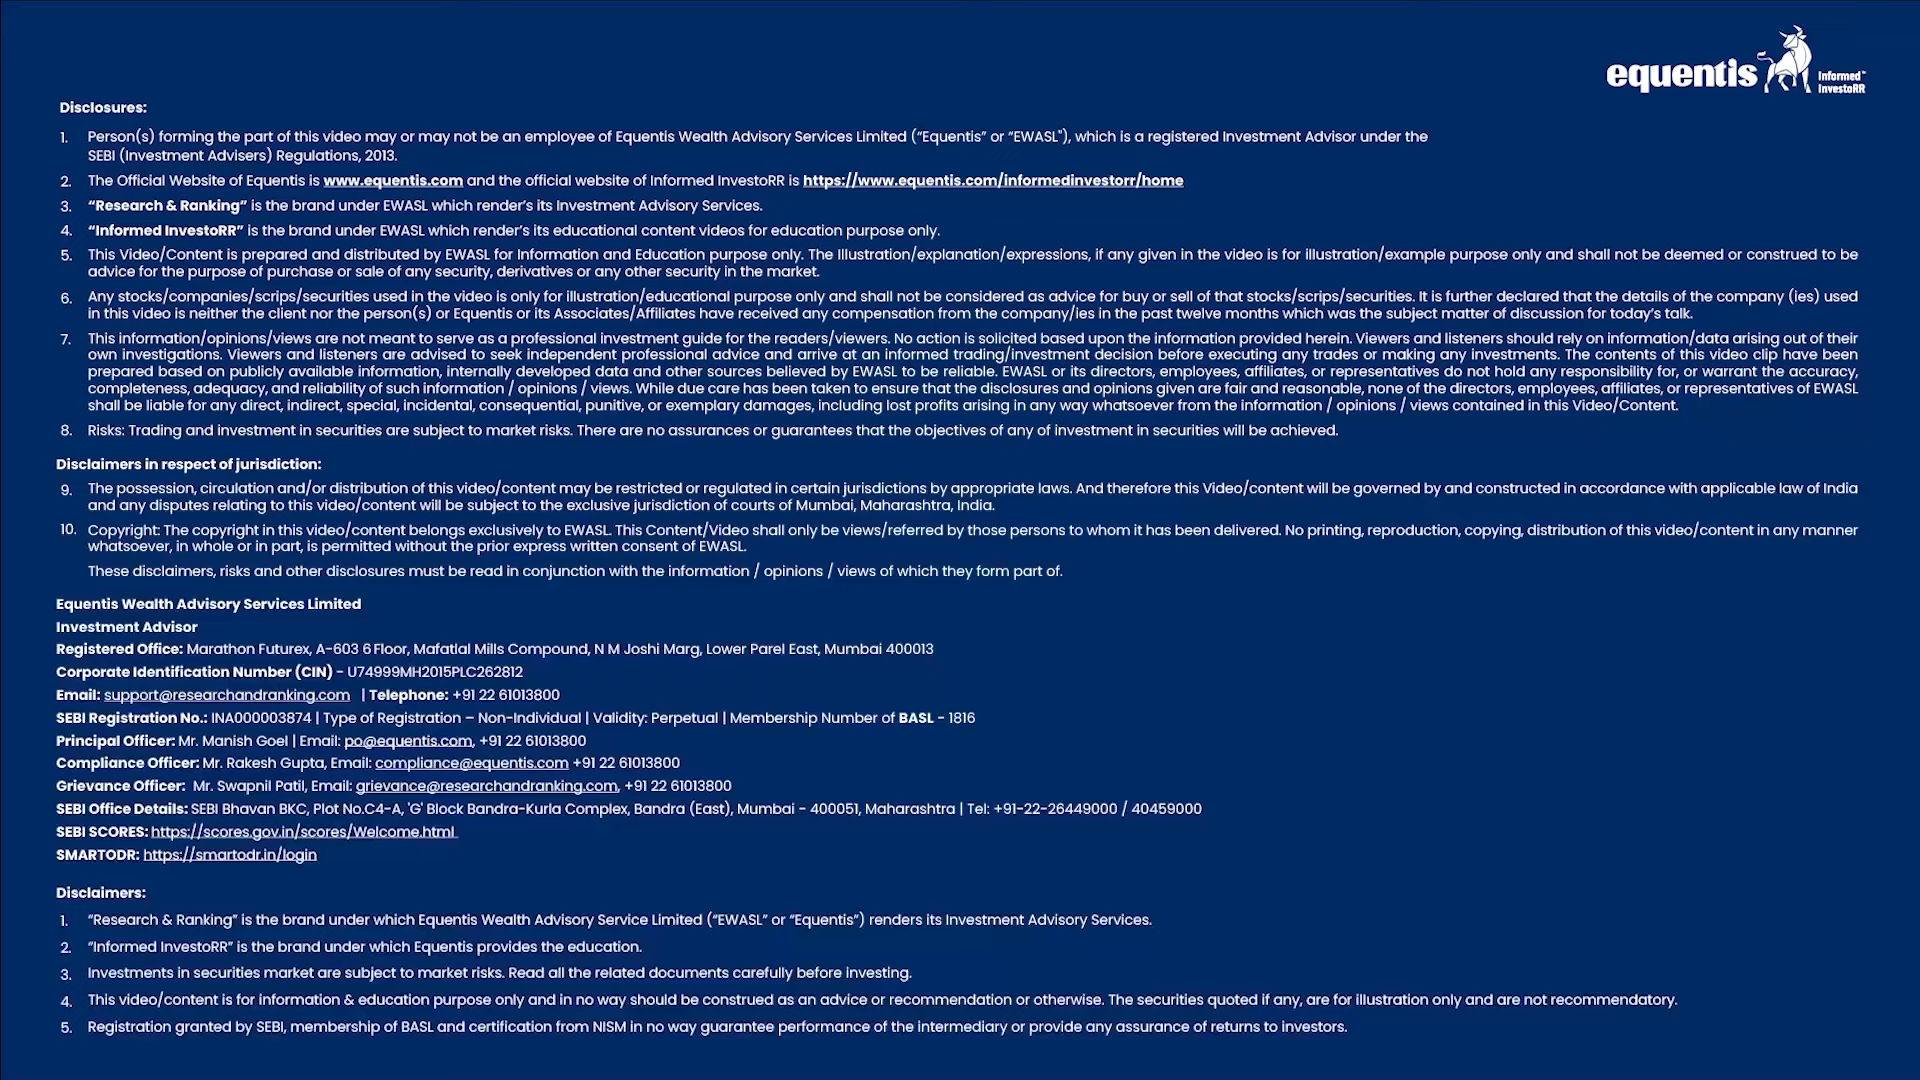 equentis Informed™
InvestoRR
Disclosures:
1. Person(s) forming the part of this video may or may not be an employee of Equentis Wealth Advisory Services Limited (“Equentis” or “EWASL"), which is a registered Investment Advisor under the
SEBI (Investment Advisers) Regulations, 2013.
2. The Official Website of Equentis is www.equentis.com and the official website of Informed InvestoRR is https://www.equentis.com/informedinvestorr/home
3. “Research & Ranking” is the brand under EWASL which render’s its Investment Advisory Services.
4. “Informed InvestoRR” is the brand under EWASL which render’s its educational content videos for education purpose only.
5. This Video/Content is prepared and distributed by EWASL for Information and Education purpose only. The Illustration/explanation/expressions, if any given in the video is for illustration/example purpose only and shall not be deemed or construed to be
advice for the purpose of purchase or sale of any security, derivatives or any other security in the market.
6. Any stocks/companies/scrips/securities used in the video is only for illustration/educational purpose only and shall not be considered as advice for buy or sell of that stocks/scrips/securities. It is further declared that the details of the company (ies) used
in this video is neither the client nor the person(s) or Equentis or its Associates/Affiliates have received any compensation from the company/ies in the past twelve months which was the subject matter of discussion for today’s talk.
7. This information/opinions/views are not meant to serve as a professional investment guide for the readers/viewers. No action is solicited based upon the information provided herein. Viewers and listeners should rely on information/data arising out of their
own investigations. Viewers and listeners are advised to seek independent professional advice and arrive at an informed trading/investment decision before executing any trades or making any investments. The contents of this video clip have been
prepared based on publicly available information, internally developed data and other sources believed by EWASL to be reliable. EWASL or its directors, employees, affiliates, or representatives do not hold any responsibility for, or warrant the accuracy,
completeness, adequacy, and reliability of such information / opinions / views. While due care has been taken to ensure that the disclosures and opinions given are fair and reasonable, none of the directors, employees, affiliates, or representatives of EWASL
shall be liable for any direct, indirect, special, incidental, consequential, punitive, or exemplary damages, including lost profits arising in any way whatsoever from the information / opinions / views contained in this Video/Content.
8. Risks: Trading and investment in securities are subject to market risks. There are no assurances or guarantees that the objectives of any of investment in securities will be achieved.
Disclaimers in respect of jurisdiction:
9. The possession, circulation and/or distribution of this video/content may be restricted or regulated in certain jurisdictions by appropriate laws. And therefore this Video/content will be governed by and constructed in accordance with applicable law of India
and any disputes relating to this video/content will be subject to the exclusive jurisdiction of courts of Mumbai, Maharashtra, India.
10. Copyright: The copyright in this video/content belongs exclusively to EWASL. This Content/Video shall only be views/referred by those persons to whom it has been delivered. No printing, reproduction, copying, distribution of this video/content in any manner
whatsoever, in whole or in part, is permitted without the prior express written consent of EWASL.
These disclaimers, risks and other disclosures must be read in conjunction with the information / opinions / views of which they form part of.
Equentis Wealth Advisory Services Limited
Investment Advisor
Registered Office: Marathon Futurex, A-603 6 Floor, Mafatlal Mills Compound, N M Joshi Marg, Lower Parel East, Mumbai 400013
Corporate Identification Number (CIN) - U74999MH2015PLC262812
Email: support@researchandranking.com | Telephone: +91 22 61013800
SEBI Registration No.: INA000003874 | Type of Registration – Non-Individual | Validity: Perpetual | Membership Number of BASL - 1816
Principal Officer: Mr. Manish Goel | Email: po@equentis.com, +91 22 61013800
Compliance Officer: Mr. Rakesh Gupta, Email: compliance@equentis.com +91 22 61013800
Grievance Officer: Mr. Swapnil Patil, Email: grievance@researchandranking.com, +91 22 61013800
SEBI Office Details: SEBI Bhavan BKC, Plot No.C4-A, 'G' Block Bandra-Kurla Complex, Bandra (East), Mumbai - 400051, Maharashtra | Tel: +91-22-26449000 / 40459000
SEBI SCORES: https://scores.gov.in/scores/Welcome.html
SMARTODR: https://smartodr.in/login
Disclaimers:
1. “Research & Ranking” is the brand under which Equentis Wealth Advisory Service Limited (“EWASL” or “Equentis”) renders its Investment Advisory Services.
2. “Informed InvestoRR” is the brand under which Equentis provides the education.
3. Investments in securities market are subject to market risks. Read all the related documents carefully before investing.
4. This video/content is for information & education purpose only and in no way should be construed as an advice or recommendation or otherwise. The securities quoted if any, are for illustration only and are not recommendatory.
5. Registration granted by SEBI, membership of BASL and certification from NISM in no way guarantee performance of the intermediary or provide any assurance of returns to investors.